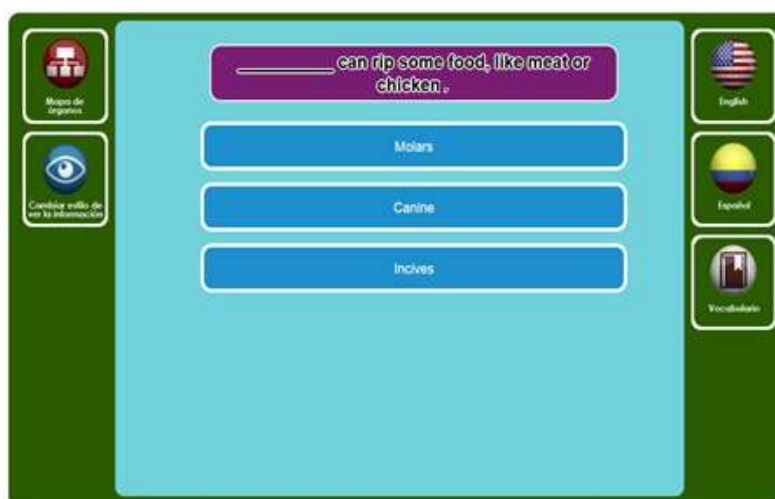 __________ can rip some food, like meat or
chicken .
Molars
Canine
Incives
Mapa de
órganos
Cambiar estilo de
ver la información
English
Español
Vocabulario